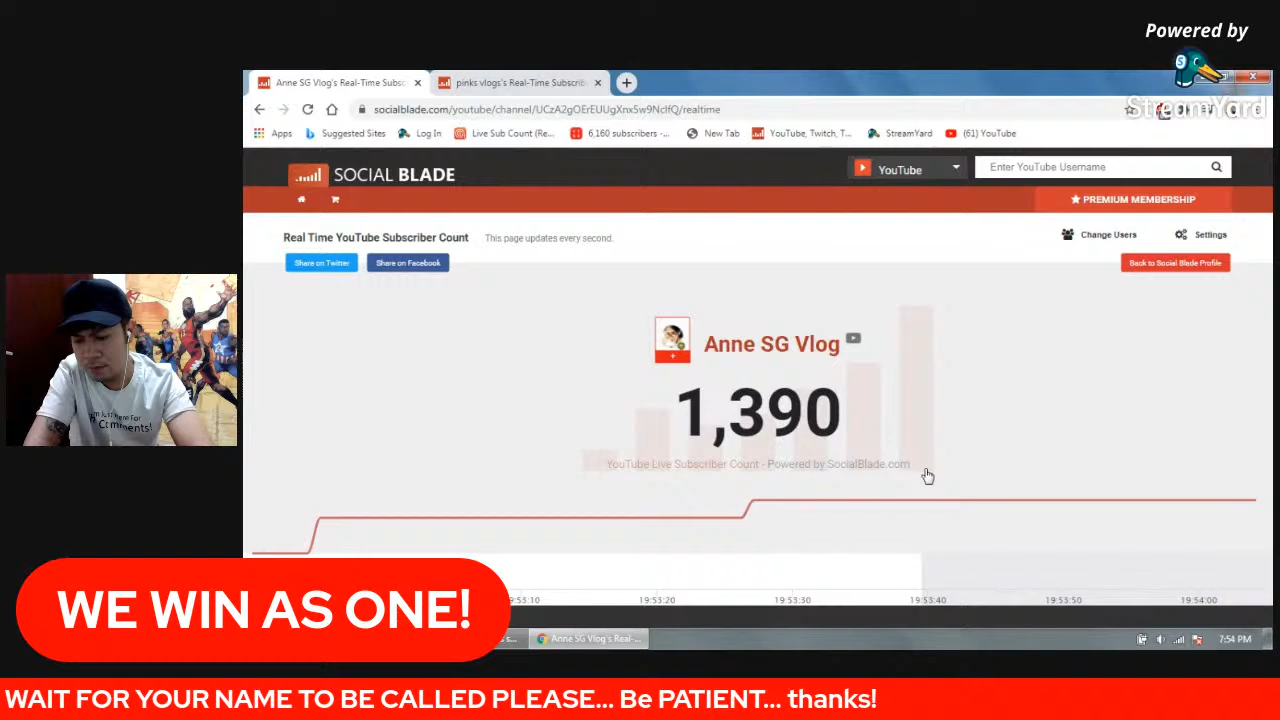 Powered by
StreamYard
Anne SG Vlog's Real-Time Subsc
pinks vlogs's Real-Time Subscrib
socialblade.com/youtube/channel/UCzA2gOErEUUgXnxSw9NcIfQ/realtime
Apps
Suggested Sites
Log In
Live Sub Count (Re...
6,160 subscribers -...
New Tab
YouTube, Twitch, T...
StreamYard
(61) YouTube
SOCIAL BLADE
YouTube
Enter YouTube Username
PREMIUM MEMBERSHIP
Real Time YouTube Subscriber Count
This page updates every second.
Change Users
Settings
Share on Twitter
Share on Facebook
Back to Social Blade Profile
Anne SG Vlog
1,390
YouTube Live Subscriber Count - Powered by SocialBlade.com
I'm Just Here For
Comments!
19:53:20
19:53:30
19:53:40
19:53:50
19:54:00
WE WIN AS ONE!
Anne SG Vlog's Real-...
7:54 PM
WAIT FOR YOUR NAME TO BE CALLED PLEASE... Be PATIENT... thanks!